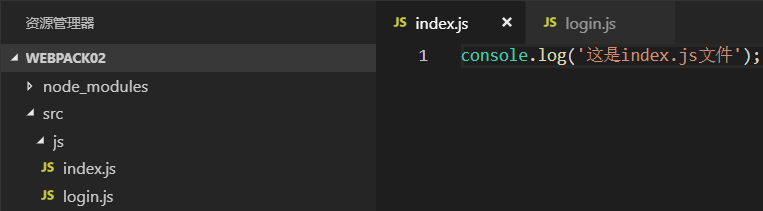 资源管理器
WEBPACK02
node_modules
src
js
JS index.js
JS login.js
JS index.js × JS login.js
1 console.log('这是index.js文件');